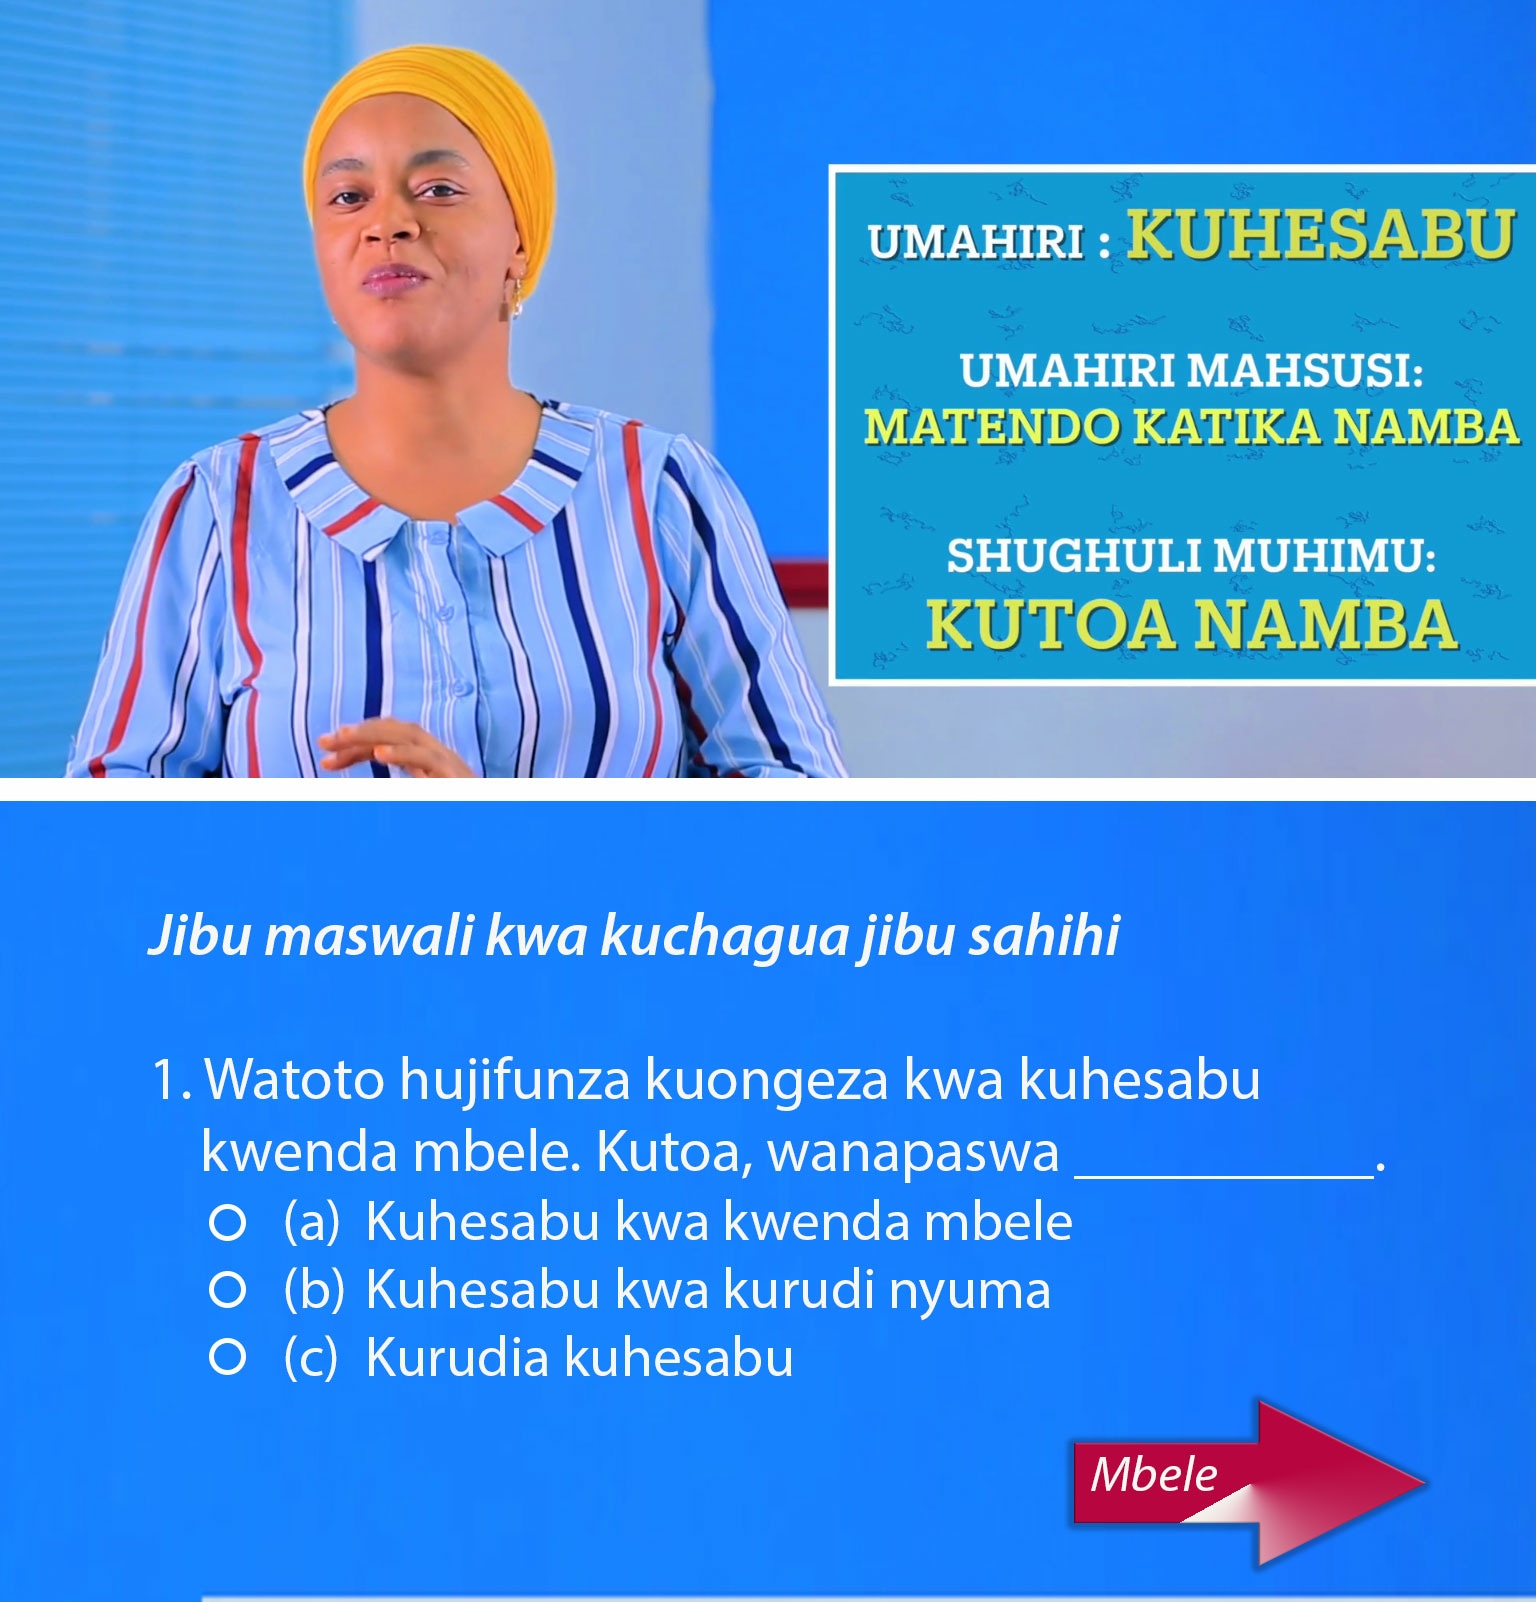 UMAHIRI : KUHESABU
UMAHIRI MAHSUSI:
MATENDO KATIKA NAMBA
SHUGHULI MUHIMU:
KUTOA NAMBA
Jibu maswali kwa kuchagua jibu sahihi
1. Watoto hujifunza kuongeza kwa kuhesabu
kwenda mbele. Kutoa, wanapaswa ___________.
(a) Kuhesabu kwa kwenda mbele
(b) Kuhesabu kwa kurudi nyuma
(c) Kurudia kuhesabu
Mbele